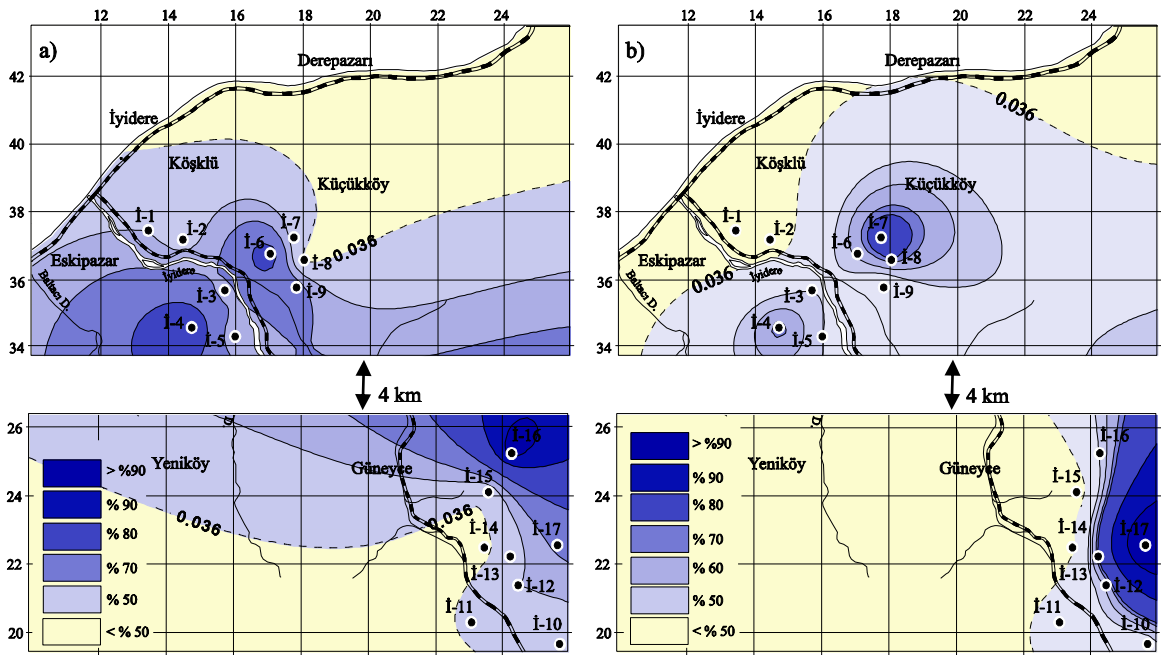 12 14 16 18 20 22 24
a)
Derepazarı
42
İyidere
40
Köşklü
Küçükköy
38
İ-1
İ-2
İ-7
İ-6
0.036
İ-8
Eskipazar
36
İyidere
Baltacı D.
İ-3
İ-9
İ-4
İ-5
34
4 km
26
D.
İ-16
Yeniköy
Güneyce
İ-15
> %90
24
% 90
0.036
0.036
İ-14
İ-17
% 80
22
% 70
İ-13
İ-12
% 50
İ-11
İ-10
20
< % 50
12 14 16 18 20 22 24
b)
Derepazarı
42
0.036
İyidere
40
Köşklü
Küçükköy
38
İ-1
İ-2
İ-7
İ-6
İ-8
Eskipazar
36
0.036
İyidere
Baltacı D.
İ-3
İ-9
İ-4
İ-5
34
4 km
26
D.
İ-16
Yeniköy
Güneyce
İ-15
> %90
24
% 90
% 80
İ-14
İ-17
% 70
22
% 60
İ-13
İ-12
% 50
İ-11
İ-10
20
< % 50